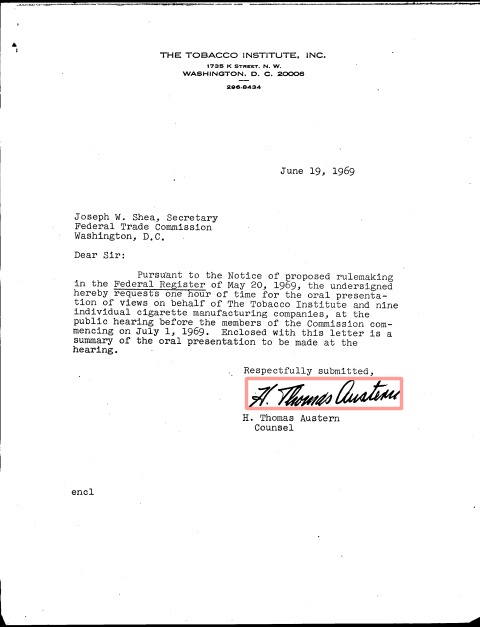 THE TOBACCO INSTITUTE, INC.
1735 K STREET, N. W.
WASHINGTON, D. C. 20006
296-8434
June 19, 1969
Joseph W. Shea, Secretary
Federal Trade Commission
Washington, D.C.
Dear Sir:
Pursuant to the Notice of proposed rulemaking
in the Federal Register of May 20, 1969, the undersigned
hereby requests one hour of time for the oral presenta-
tion of views on behalf of The Tobacco Institute and nine
individual cigarette manufacturing companies, at the
public hearing before the members of the Commission com-
mencing on July 1, 1969. Enclosed with this letter is a
summary of the oral presentation to be made at the
hearing.
Respectfully submitted,
H. Thomas Austern
H. Thomas Austern
Counsel
encl